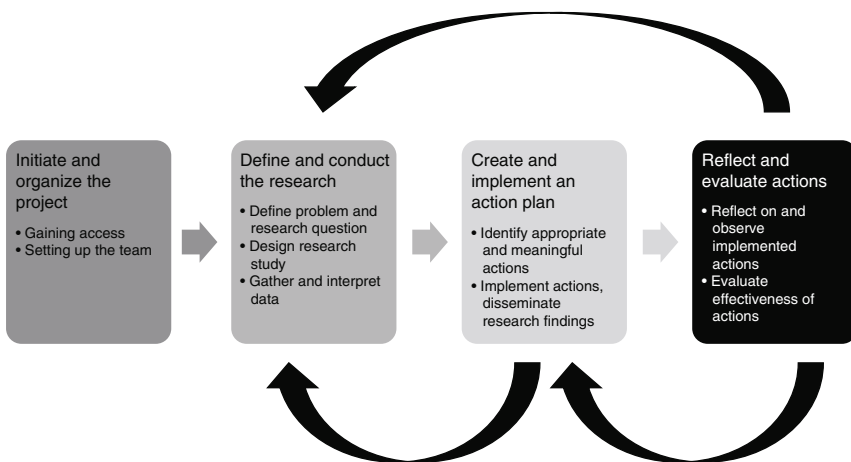 Initiate and
organize the
project
• Gaining access
• Setting up the team
Define and conduct
the research
• Define problem and
research question
• Design research
study
• Gather and interpret
data
Create and
implement an
action plan
• Identify appropriate
and meaningful
actions
• Implement actions,
disseminate
research findings
Reflect and
evaluate actions
• Reflect on and
observe
implemented
actions
• Evaluate
effectiveness of
actions